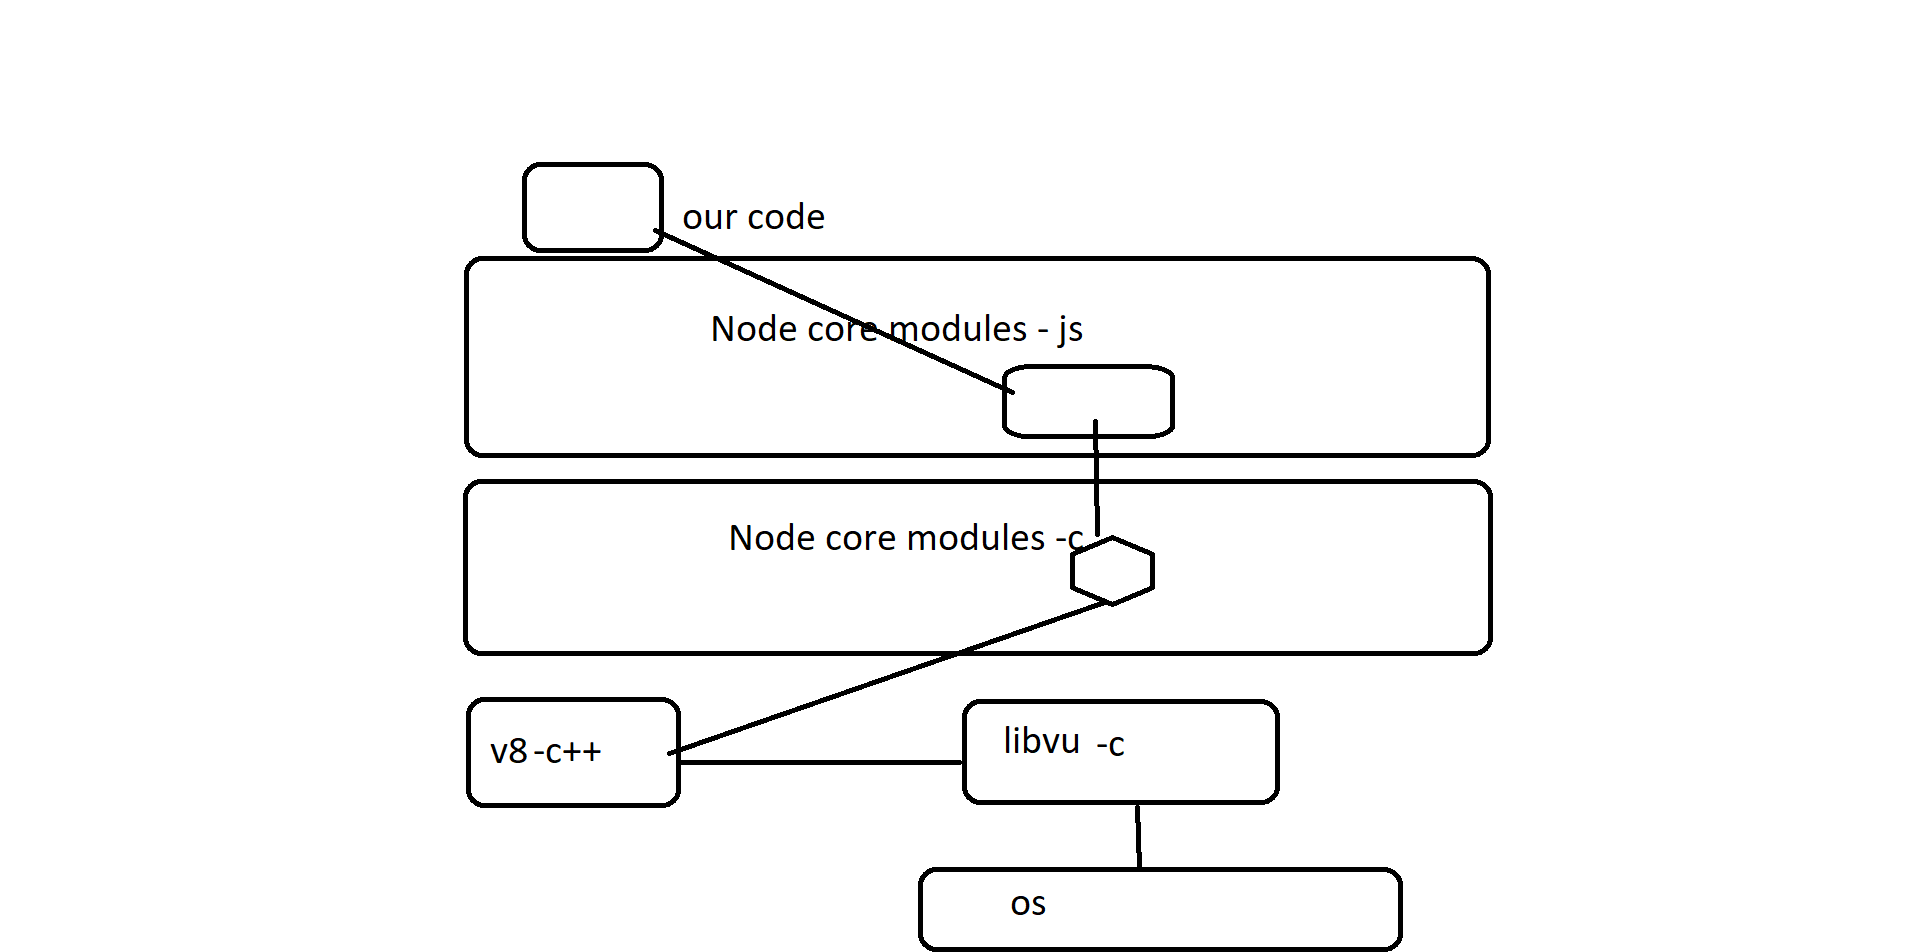 our code
Node core modules - js
Node core modules -c
v8 -c++
libvu -c
os